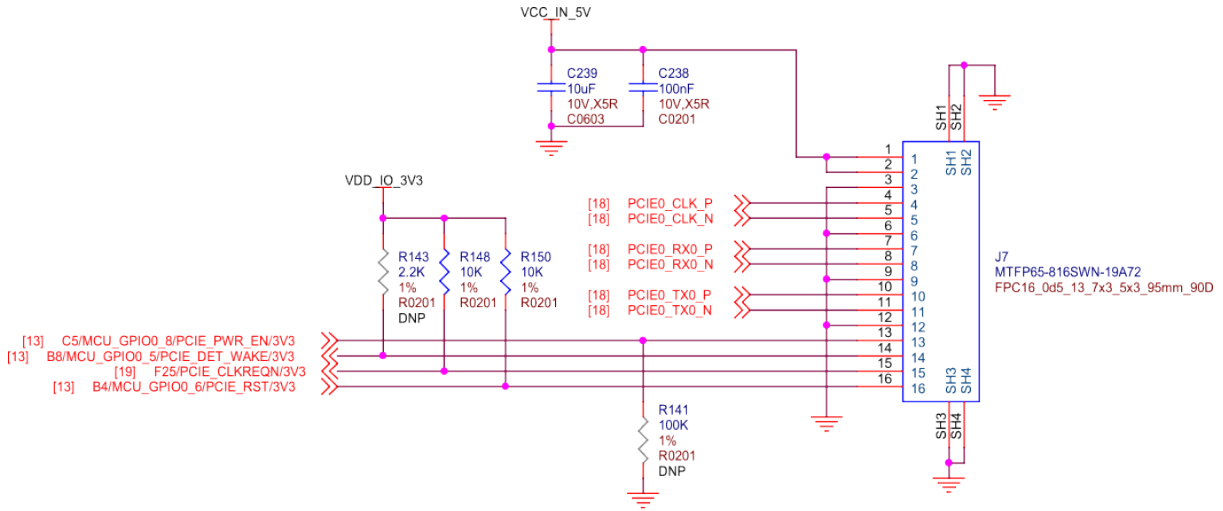 VCC_IN_5V
C239
10uF
10V,X5R
C0603
C238
100nF
10V,X5R
C0201
SH1
SH2
SH1
SH2
VDD_IO_3V3
R143
2.2K
1%
R0201
DNP
R148
10K
1%
R0201
R150
10K
1%
R0201
[18] PCIE0_CLK_P
[18] PCIE0_CLK_N
[18] PCIE0_RX0_P
[18] PCIE0_RX0_N
[18] PCIE0_TX0_P
[18] PCIE0_TX0_N
1 1
2 2
3 3
4 4
5 5
6 6
7 7
8 8
9 9
10 10
11 11
12 12
13 13
14 14
15 15
16 16
J7
MTFP65-816SWN-19A72
FPC16_0d5_13_7x3_5x3_95mm_90D
[13] C5/MCU_GPIO0_8/PCIE_PWR_EN/3V3
[13] B8/MCU_GPIO0_5/PCIE_DET_WAKE/3V3
[19] F25/PCIE_CLKREQN/3V3
[13] B4/MCU_GPIO0_6/PCIE_RST/3V3
SH3
SH4
SH3
SH4
R141
100K
1%
R0201
DNP